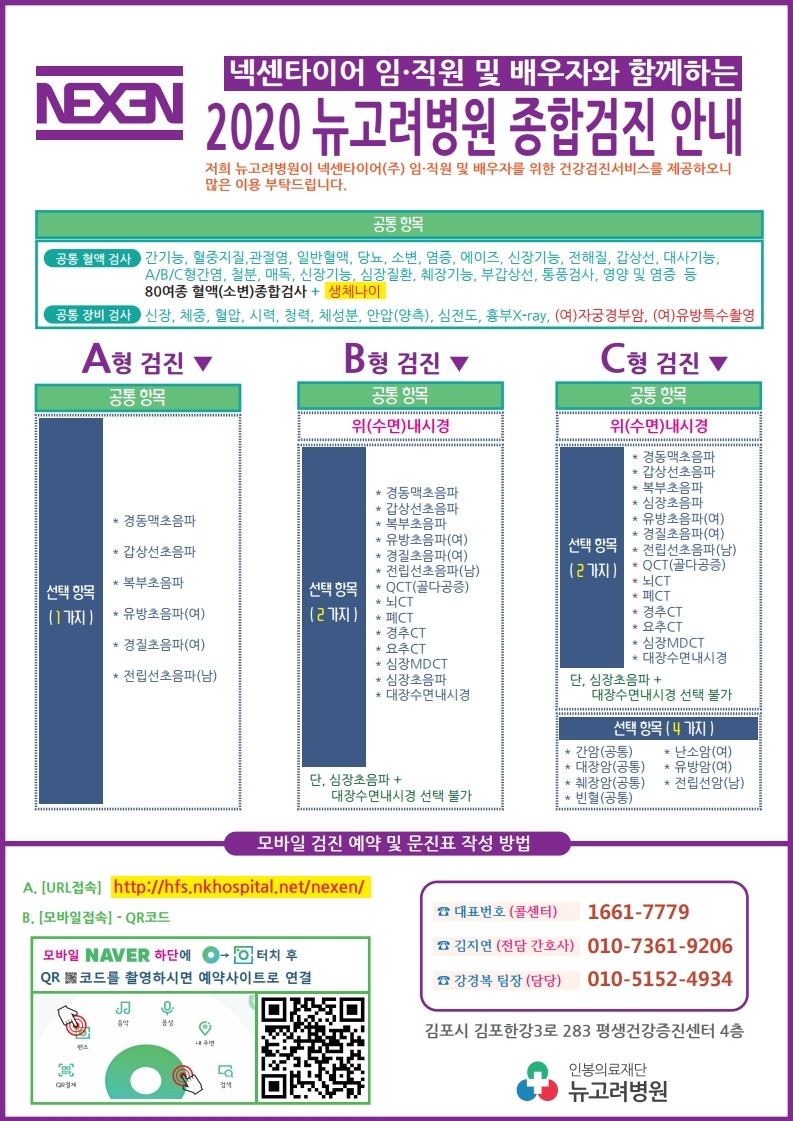 NEXEN
넥센타이어 임·직원 및 배우자와 함께하는
2020 뉴고려병원 종합검진 안내
저희 뉴고려병원이 넥센타이어(주) 임·직원 및 배우자를 위한 건강검진서비스를 제공하오니
많은 이용 부탁드립니다.
공통 항목
공통 혈액 검사 간기능, 혈중지질,관절염, 일반혈액, 당뇨, 소변, 염증, 에이즈, 신장기능, 전해질, 갑상선, 대사기능,
A/B/C형간염, 철분, 매독, 신장기능, 심장질환, 췌장기능, 부갑상선, 통풍검사, 영양 및 염증 등
80여종 혈액(소변)종합검사 + 생체나이
공통 장비 검사 신장, 체중, 혈압, 시력, 청력, 체성분, 안압(양측), 심전도, 흉부X-ray, (여)자궁경부암, (여)유방특수촬영
A형 검진 ▼
공통 항목
선택 항목
( 1 가지 )
* 경동맥초음파
* 갑상선초음파
* 복부초음파
* 유방초음파(여)
* 경질초음파(여)
* 전립선초음파(남)
B형 검진 ▼
공통 항목
위(수면)내시경
선택 항목
( 2 가지 )
* 경동맥초음파
* 갑상선초음파
* 복부초음파
* 유방초음파(여)
* 경질초음파(여)
* 전립선초음파(남)
* QCT(골다공증)
* 뇌CT
* 폐CT
* 경추CT
* 요추CT
* 심장MDCT
* 심장초음파
* 대장수면내시경
단, 심장초음파 +
대장수면내시경 선택 불가
C형 검진 ▼
공통 항목
위(수면)내시경
선택 항목
( 2 가지 )
* 경동맥초음파
* 갑상선초음파
* 복부초음파
* 심장초음파
* 유방초음파(여)
* 경질초음파(여)
* 전립선초음파(남)
* QCT(골다공증)
* 뇌CT
* 폐CT
* 경추CT
* 요추CT
* 심장MDCT
* 대장수면내시경
단, 심장초음파 +
대장수면내시경 선택 불가
선택 항목 ( 4 가지 )
* 간암(공통) * 난소암(여)
* 대장암(공통) * 유방암(여)
* 췌장암(공통) * 전립선암(남)
* 빈혈(공통)
모바일 검진 예약 및 문진표 작성 방법
A. [URL접속] http://hfs.nkhospital.net/nexen/
B. [모바일접속] - QR코드
모바일 NAVER 하단에 → 터치 후
QR 코드를 촬영하시면 예약사이트로 연결
렌즈
음악
음성
내 주변
QR결제
검색
☎ 대표번호 (콜센터) 1661-7779
☎ 김지연 (전담 간호사) 010-7361-9206
☎ 강경복 팀장 (담당) 010-5152-4934
김포시 김포한강3로 283 평생건강증진센터 4층
인봉의료재단
뉴고려병원